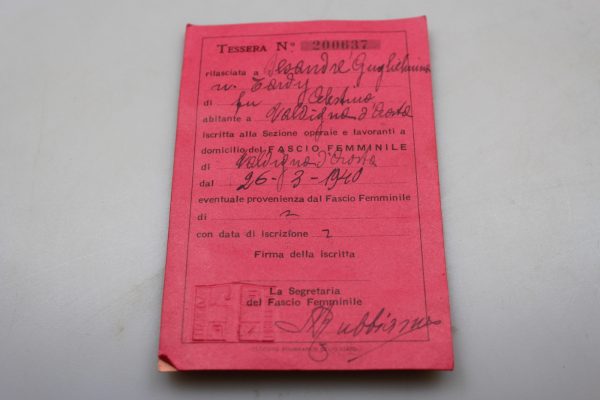 TESSERA N° 200637
rilasciata a Desandré Guglielmina
n. Tardy
di fu Celestino
abitante a Valdigna d'Aosta
iscritta alla Sezione operaie e lavoranti a
domicilio del FASCIO FEMMINILE
di Valdigna d'Aosta
dal 26-3-1940
eventuale provenienza dal Fascio Femminile
di
con data di iscrizione
Firma della iscritta
La Segretaria
del Fascio Femminile